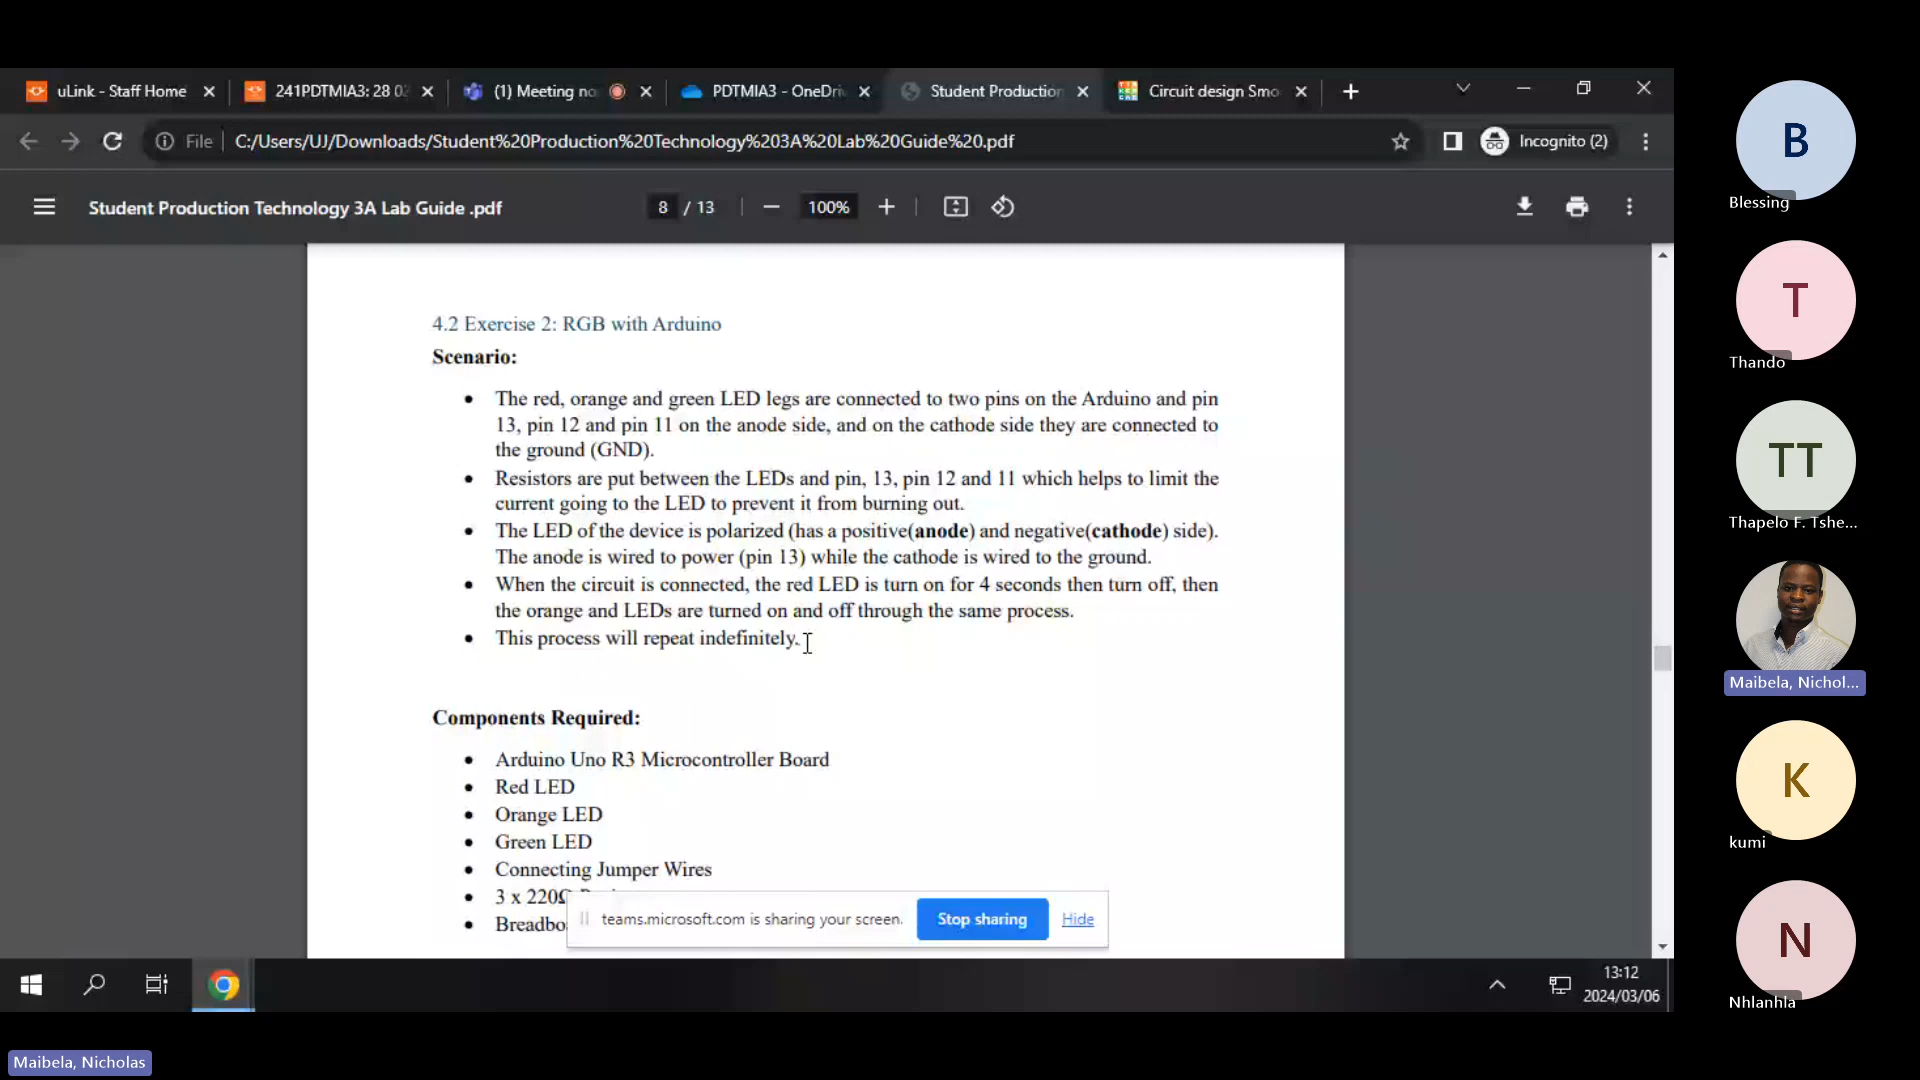 uLink - Staff Home
241PDTMIA3: 28 02
(1) Meeting no
PDTMIA3 - OneDri
Student Production
Circuit design Smo
File
C:/Users/UJ/Downloads/Student%20Production%20Technology%203A%20Lab%20Guide%20.pdf
Incognito (2)
Student Production Technology 3A Lab Guide .pdf
8 / 13
100%
4.2 Exercise 2: RGB with Arduino
Scenario:
• The red, orange and green LED legs are connected to two pins on the Arduino and pin
13, pin 12 and pin 11 on the anode side, and on the cathode side they are connected to
the ground (GND).
• Resistors are put between the LEDs and pin, 13, pin 12 and 11 which helps to limit the
current going to the LED to prevent it from burning out.
• The LED of the device is polarized (has a positive(anode) and negative(cathode) side).
The anode is wired to power (pin 13) while the cathode is wired to the ground.
• When the circuit is connected, the red LED is turn on for 4 seconds then turn off, then
the orange and LEDs are turned on and off through the same process.
• This process will repeat indefinitely.
Components Required:
• Arduino Uno R3 Microcontroller Board
• Red LED
• Orange LED
• Green LED
• Connecting Jumper Wires
• 3 x 220Ω
• Breadbo
teams.microsoft.com is sharing your screen.
Stop sharing
Hide
13:12
2024/03/06
B
Blessing
T
Thando
TT
Thapelo F. Tshe...
Maibela, Nichol...
K
kumi
N
Nhlanhla
Maibela, Nicholas